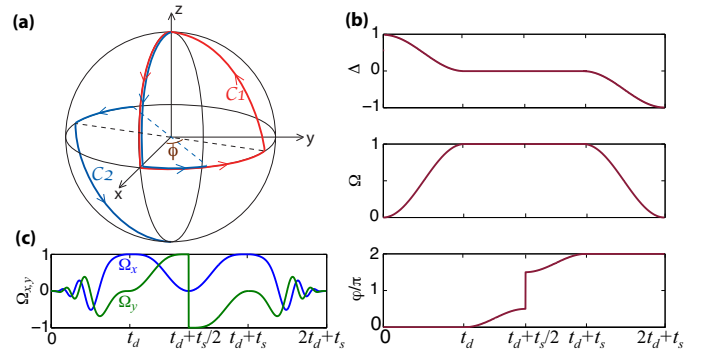 (a)
z
C1
y
ϕ
C2
x
(b)
1
Δ
0
−1
1
Ω
0
2
φ/π
1
0
0 t_d t_d+t_s/2 t_d+t_s 2t_d+t_s
(c)
1
Ω_x,y
0
−1
Ω_x
Ω_y
0 t_d t_d+t_s/2 t_d+t_s 2t_d+t_s